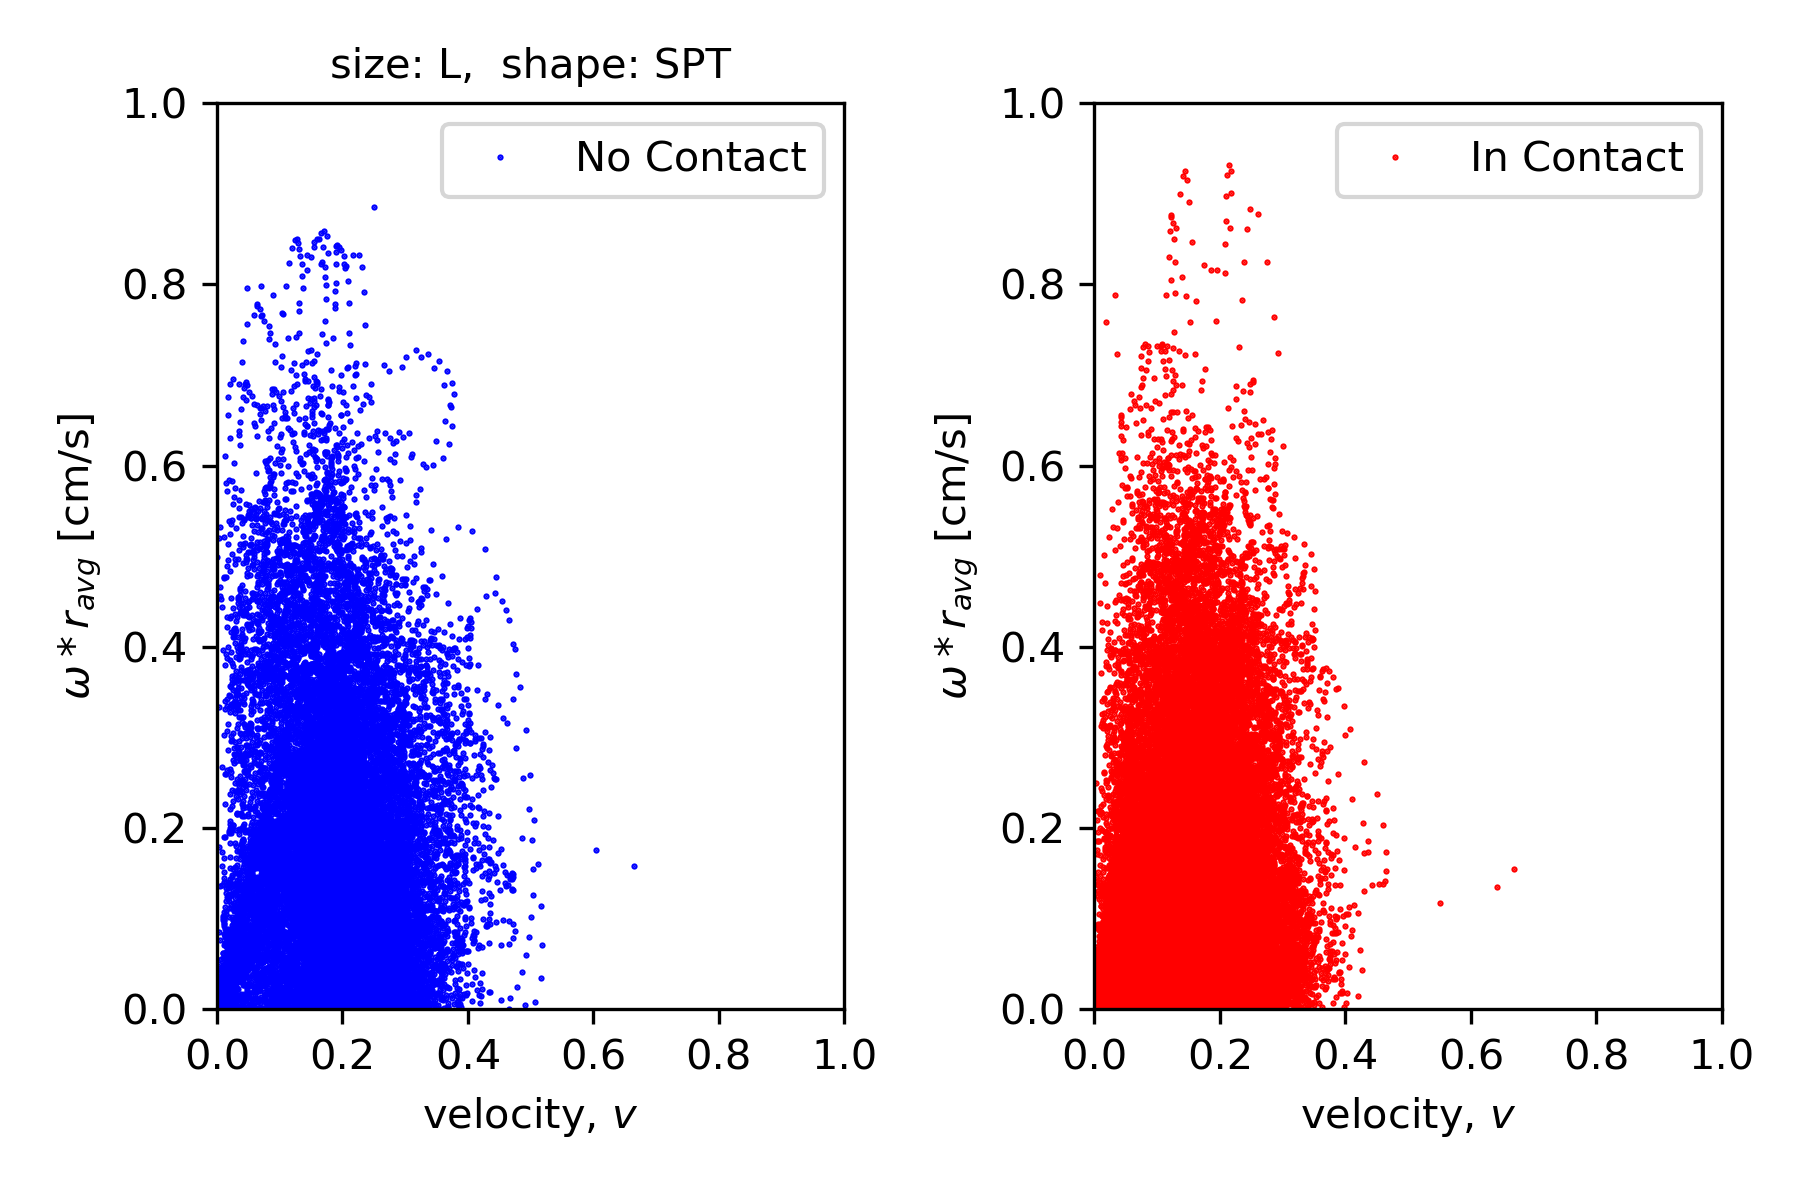 size: L,  shape: SPT
No Contact
1.0
0.8
0.6
0.4
0.2
0.0
ω * r_avg [cm/s]
0.0 0.2 0.4 0.6 0.8 1.0
velocity, v
In Contact
1.0
0.8
0.6
0.4
0.2
0.0
ω * r_avg [cm/s]
0.0 0.2 0.4 0.6 0.8 1.0
velocity, v